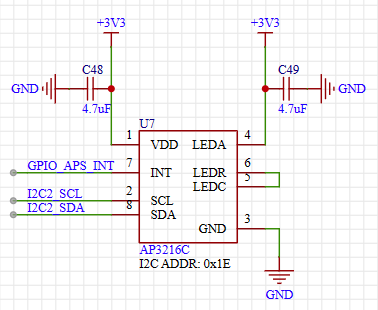 +3V3 +3V3
C48 C49
GND GND
4.7uF 4.7uF
U7
1 VDD LEDA 4
GPIO_APS_INT 7 INT LEDR 6
LEDC 5
I2C2_SCL 2 SCL
I2C2_SDA 8 SDA
GND 3
AP3216C
I2C ADDR: 0x1E
GND